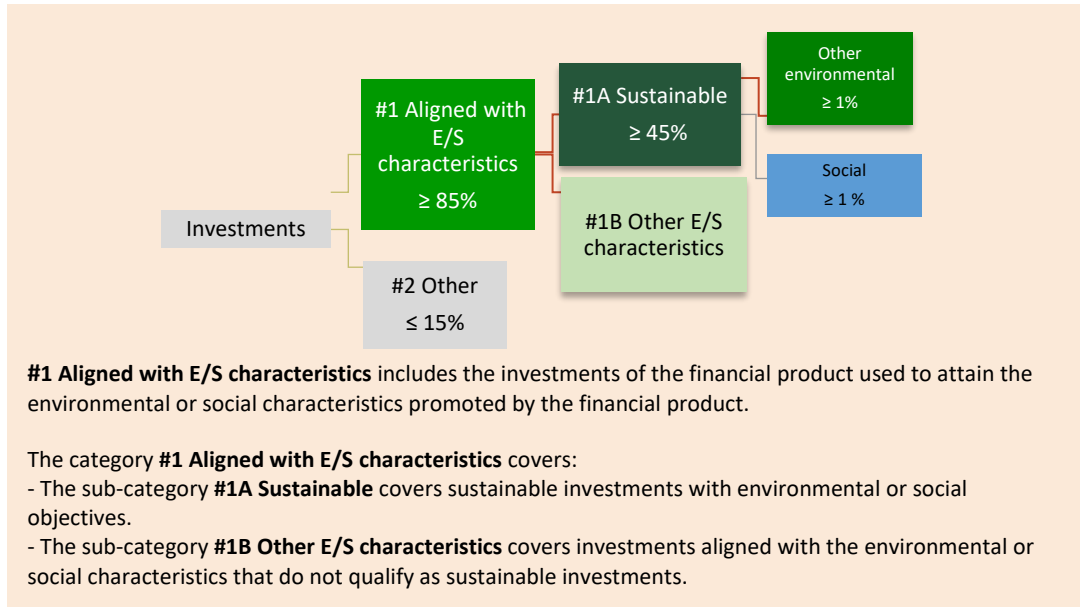 Other
environmental
≥ 1%
#1A Sustainable
≥ 45%
#1 Aligned with
E/S
characteristics
≥ 85%
Social
≥ 1 %
Investments
#1B Other E/S
characteristics
#2 Other
≤ 15%
#1 Aligned with E/S characteristics includes the investments of the financial product used to attain the
environmental or social characteristics promoted by the financial product.
The category #1 Aligned with E/S characteristics covers:
- The sub-category #1A Sustainable covers sustainable investments with environmental or social
objectives.
- The sub-category #1B Other E/S characteristics covers investments aligned with the environmental or
social characteristics that do not qualify as sustainable investments.